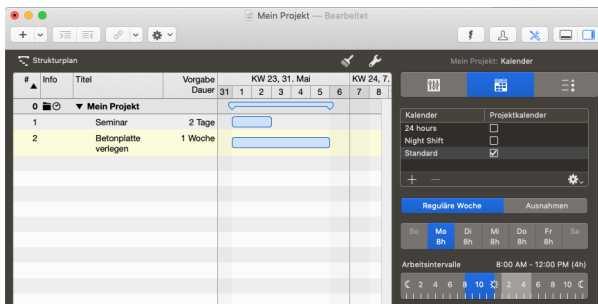 Mein Projekt — Bearbeitet
Strukturplan
Mein Projekt: Kalender
# Info Titel Vorgabe Dauer KW 23, 31. Mai KW 24, 7.
31 1 2 3 4 5 6 7 8
0 Mein Projekt
1 Seminar 2 Tage
2 Betonplatte verlegen 1 Woche
Kalender Projektkalender
24 hours
Night Shift
Standard
Reguläre Woche Ausnahmen
So Mo Di Mi Do Fr Sa
8h 8h 8h 8h 8h
Arbeitsintervalle 8:00 AM - 12:00 PM (4h)
2 4 6 8 10 2 4 6 8 10